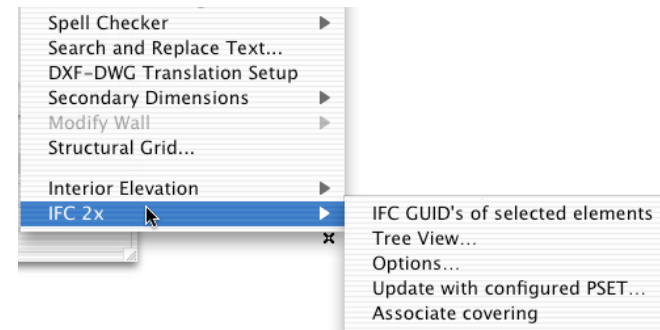 Spell Checker
Search and Replace Text...
DXF-DWG Translation Setup
Secondary Dimensions
Modify Wall
Structural Grid...
Interior Elevation
IFC 2x
IFC GUID's of selected elements
Tree View...
Options...
Update with configured PSET...
Associate covering